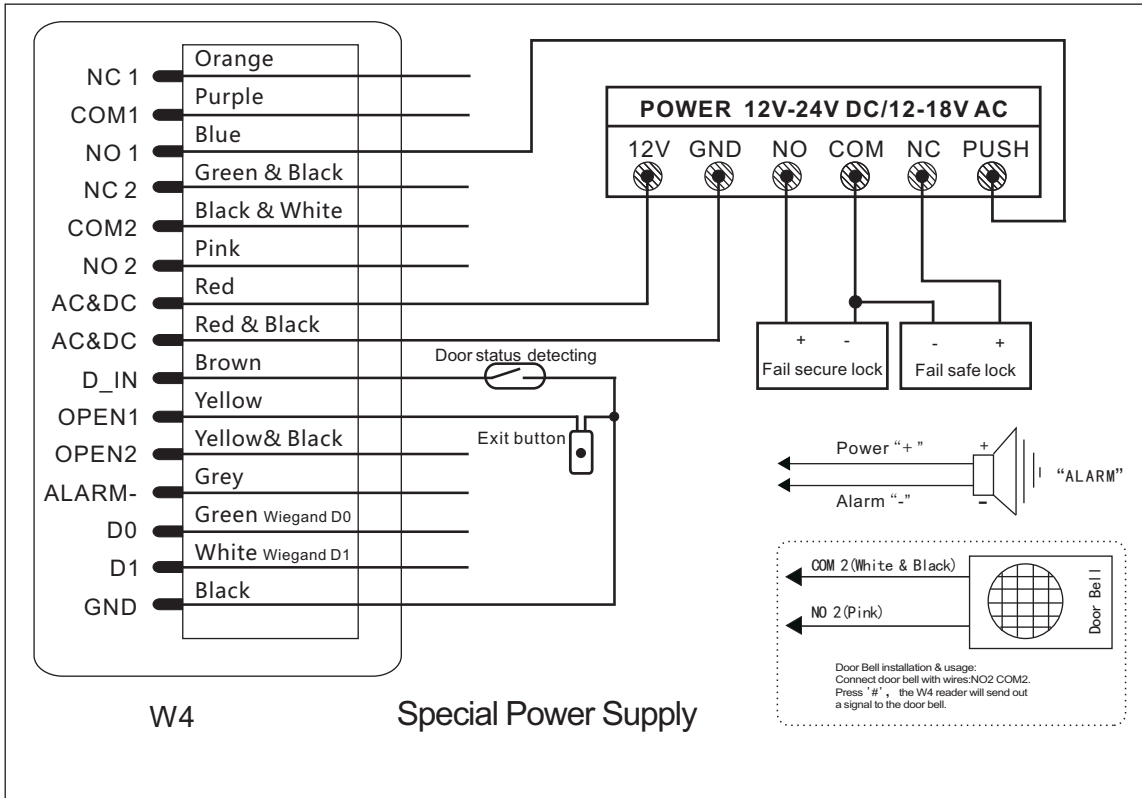 NC 1 Orange
COM1 Purple
NO 1 Blue
NC 2 Green & Black
COM2 Black & White
NO 2 Pink
AC&DC Red
AC&DC Red & Black
D_IN Brown
OPEN1 Yellow
OPEN2 Yellow& Black
ALARM- Grey
D0 Green Wiegand D0
D1 White Wiegand D1
GND Black
W4
Special Power Supply
Door status detecting
Exit button
POWER 12V-24V DC/12-18V AC
12V GND NO COM NC PUSH
+ -
Fail secure lock
- +
Fail safe lock
Power “+ ”
Alarm “-”
+
-
“ALARM”
COM 2(White & Black)
NO 2(Pink)
Door Bell
Door Bell installation & usage:
Connect door bell with wires:NO2 COM2.
Press '#', the W4 reader will send out
a signal to the door bell.